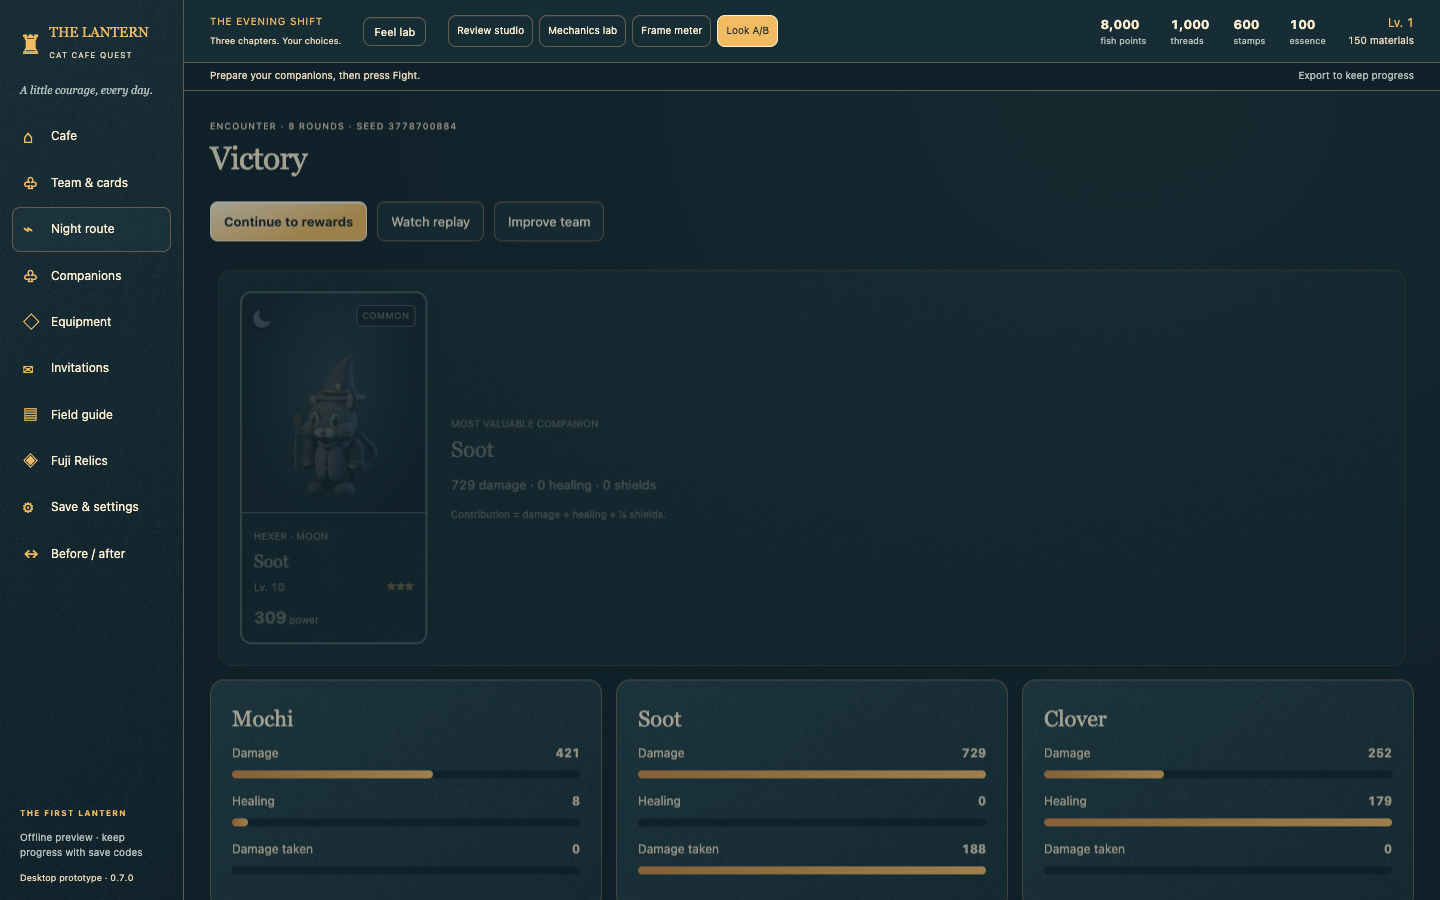 THE LANTERN
CAT CAFE QUEST
A little courage, every day.
Cafe
Team & cards
Night route
Companions
Equipment
Invitations
Field guide
Fuji Relics
Save & settings
Before / after
THE FIRST LANTERN
Offline preview · keep
progress with save codes
Desktop prototype · 0.7.0
THE EVENING SHIFT
Three chapters. Your choices.
Feel lab
Review studio
Mechanics lab
Frame meter
Look A/B
8,000
fish points
1,000
threads
600
stamps
100
essence
Lv. 1
150 materials
Prepare your companions, then press Fight.
Export to keep progress
ENCOUNTER · 8 ROUNDS · SEED 3778700884
Victory
Continue to rewards
Watch replay
Improve team
COMMON
HEXER · MOON
Soot
Lv. 10
309 power
MOST VALUABLE COMPANION
Soot
729 damage · 0 healing · 0 shields
Contribution = damage + healing + ¼ shields.
Mochi
Damage 421
Healing 8
Damage taken 0
Soot
Damage 729
Healing 0
Damage taken 188
Clover
Damage 252
Healing 179
Damage taken 0